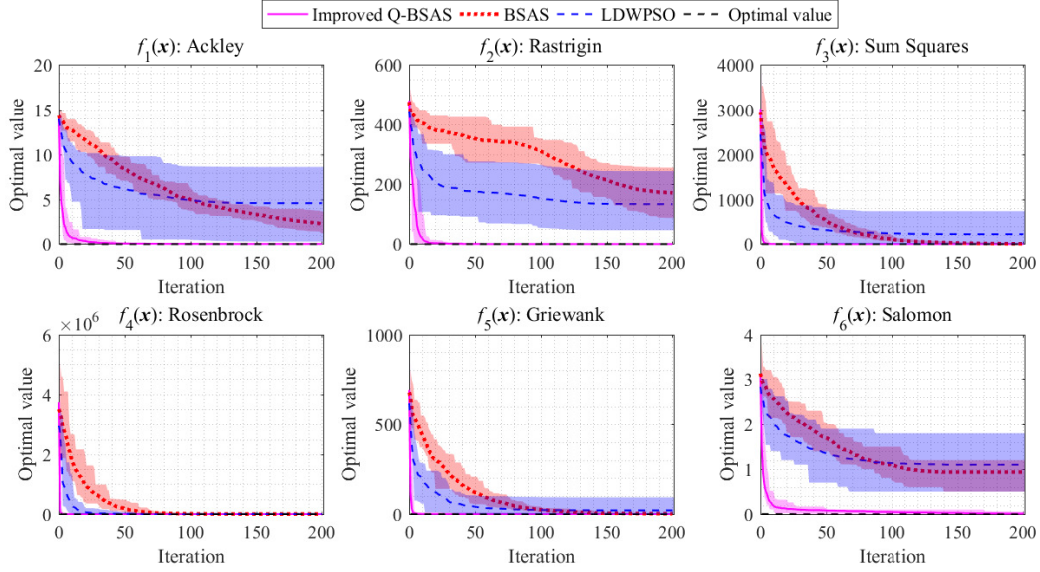 Improved Q-BSAS BSAS LDWPSO Optimal value
f1(x): Ackley
20
15
10
5
0
Optimal value
0 50 100 150 200
Iteration
f2(x): Rastrigin
600
400
200
0
Optimal value
0 50 100 150 200
Iteration
f3(x): Sum Squares
4000
3000
2000
1000
0
Optimal value
0 50 100 150 200
Iteration
f4(x): Rosenbrock
×10^6
6
4
2
0
Optimal value
0 50 100 150 200
Iteration
f5(x): Griewank
1000
500
0
Optimal value
0 50 100 150 200
Iteration
f6(x): Salomon
4
3
2
1
0
Optimal value
0 50 100 150 200
Iteration